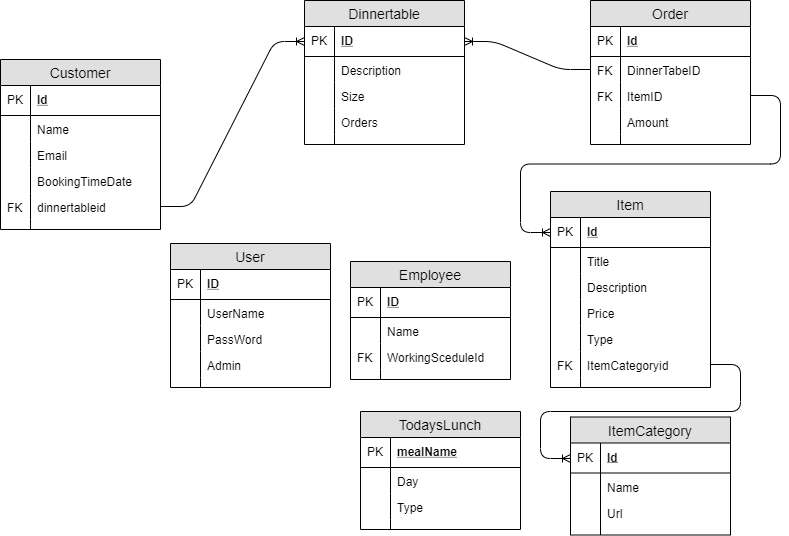 Dinnertable
PK ID
Description
Size
Orders
Order
PK Id
FK DinnerTabeID
FK ItemID
Amount
Customer
PK Id
Name
Email
BookingTimeDate
FK dinnertableid
Item
PK Id
Title
Description
Price
Type
FK ItemCategoryid
User
PK ID
UserName
PassWord
Admin
Employee
PK ID
Name
FK WorkingSceduleId
TodaysLunch
PK mealName
Day
Type
ItemCategory
PK Id
Name
Url